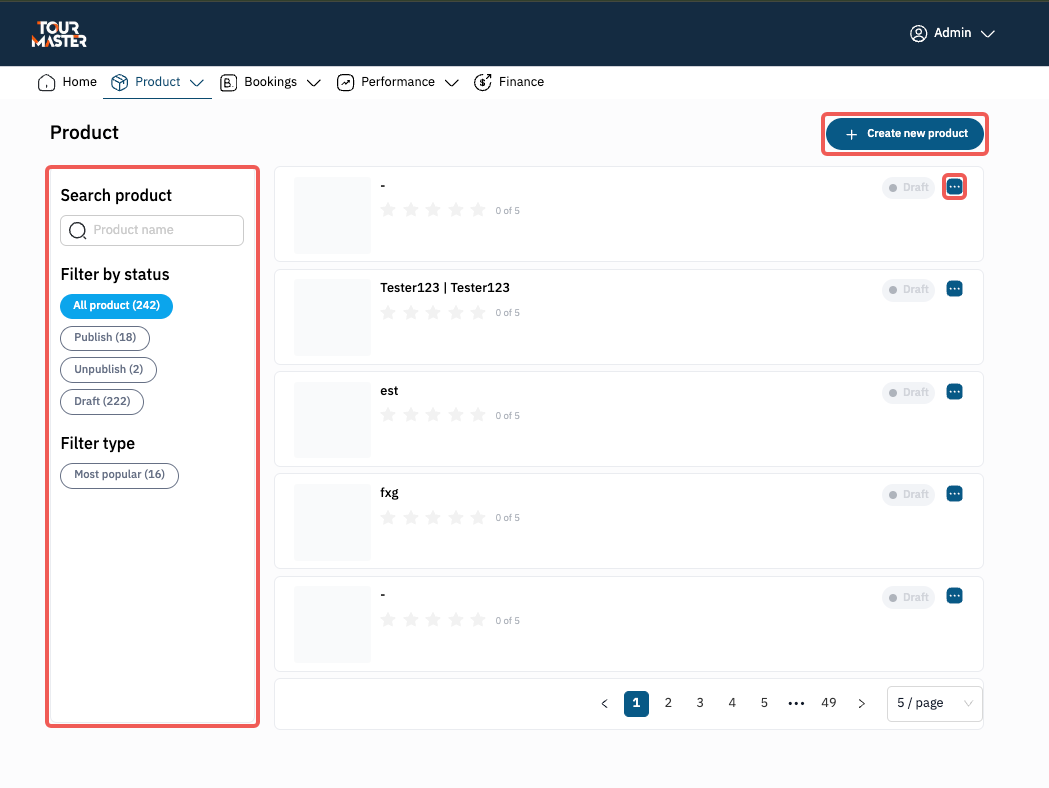 TOUR
MASTER
Admin
Home
Product
Bookings
Performance
Finance
Product
Create new product
Search product
Product name
Filter by status
All product (242)
Publish (18)
Unpublish (2)
Draft (222)
Filter type
Most popular (16)
-
0 of 5
Draft
Tester123 | Tester123
0 of 5
Draft
est
0 of 5
Draft
fxg
0 of 5
Draft
-
0 of 5
Draft
< 1 2 3 4 5 ••• 49 >
5 / page